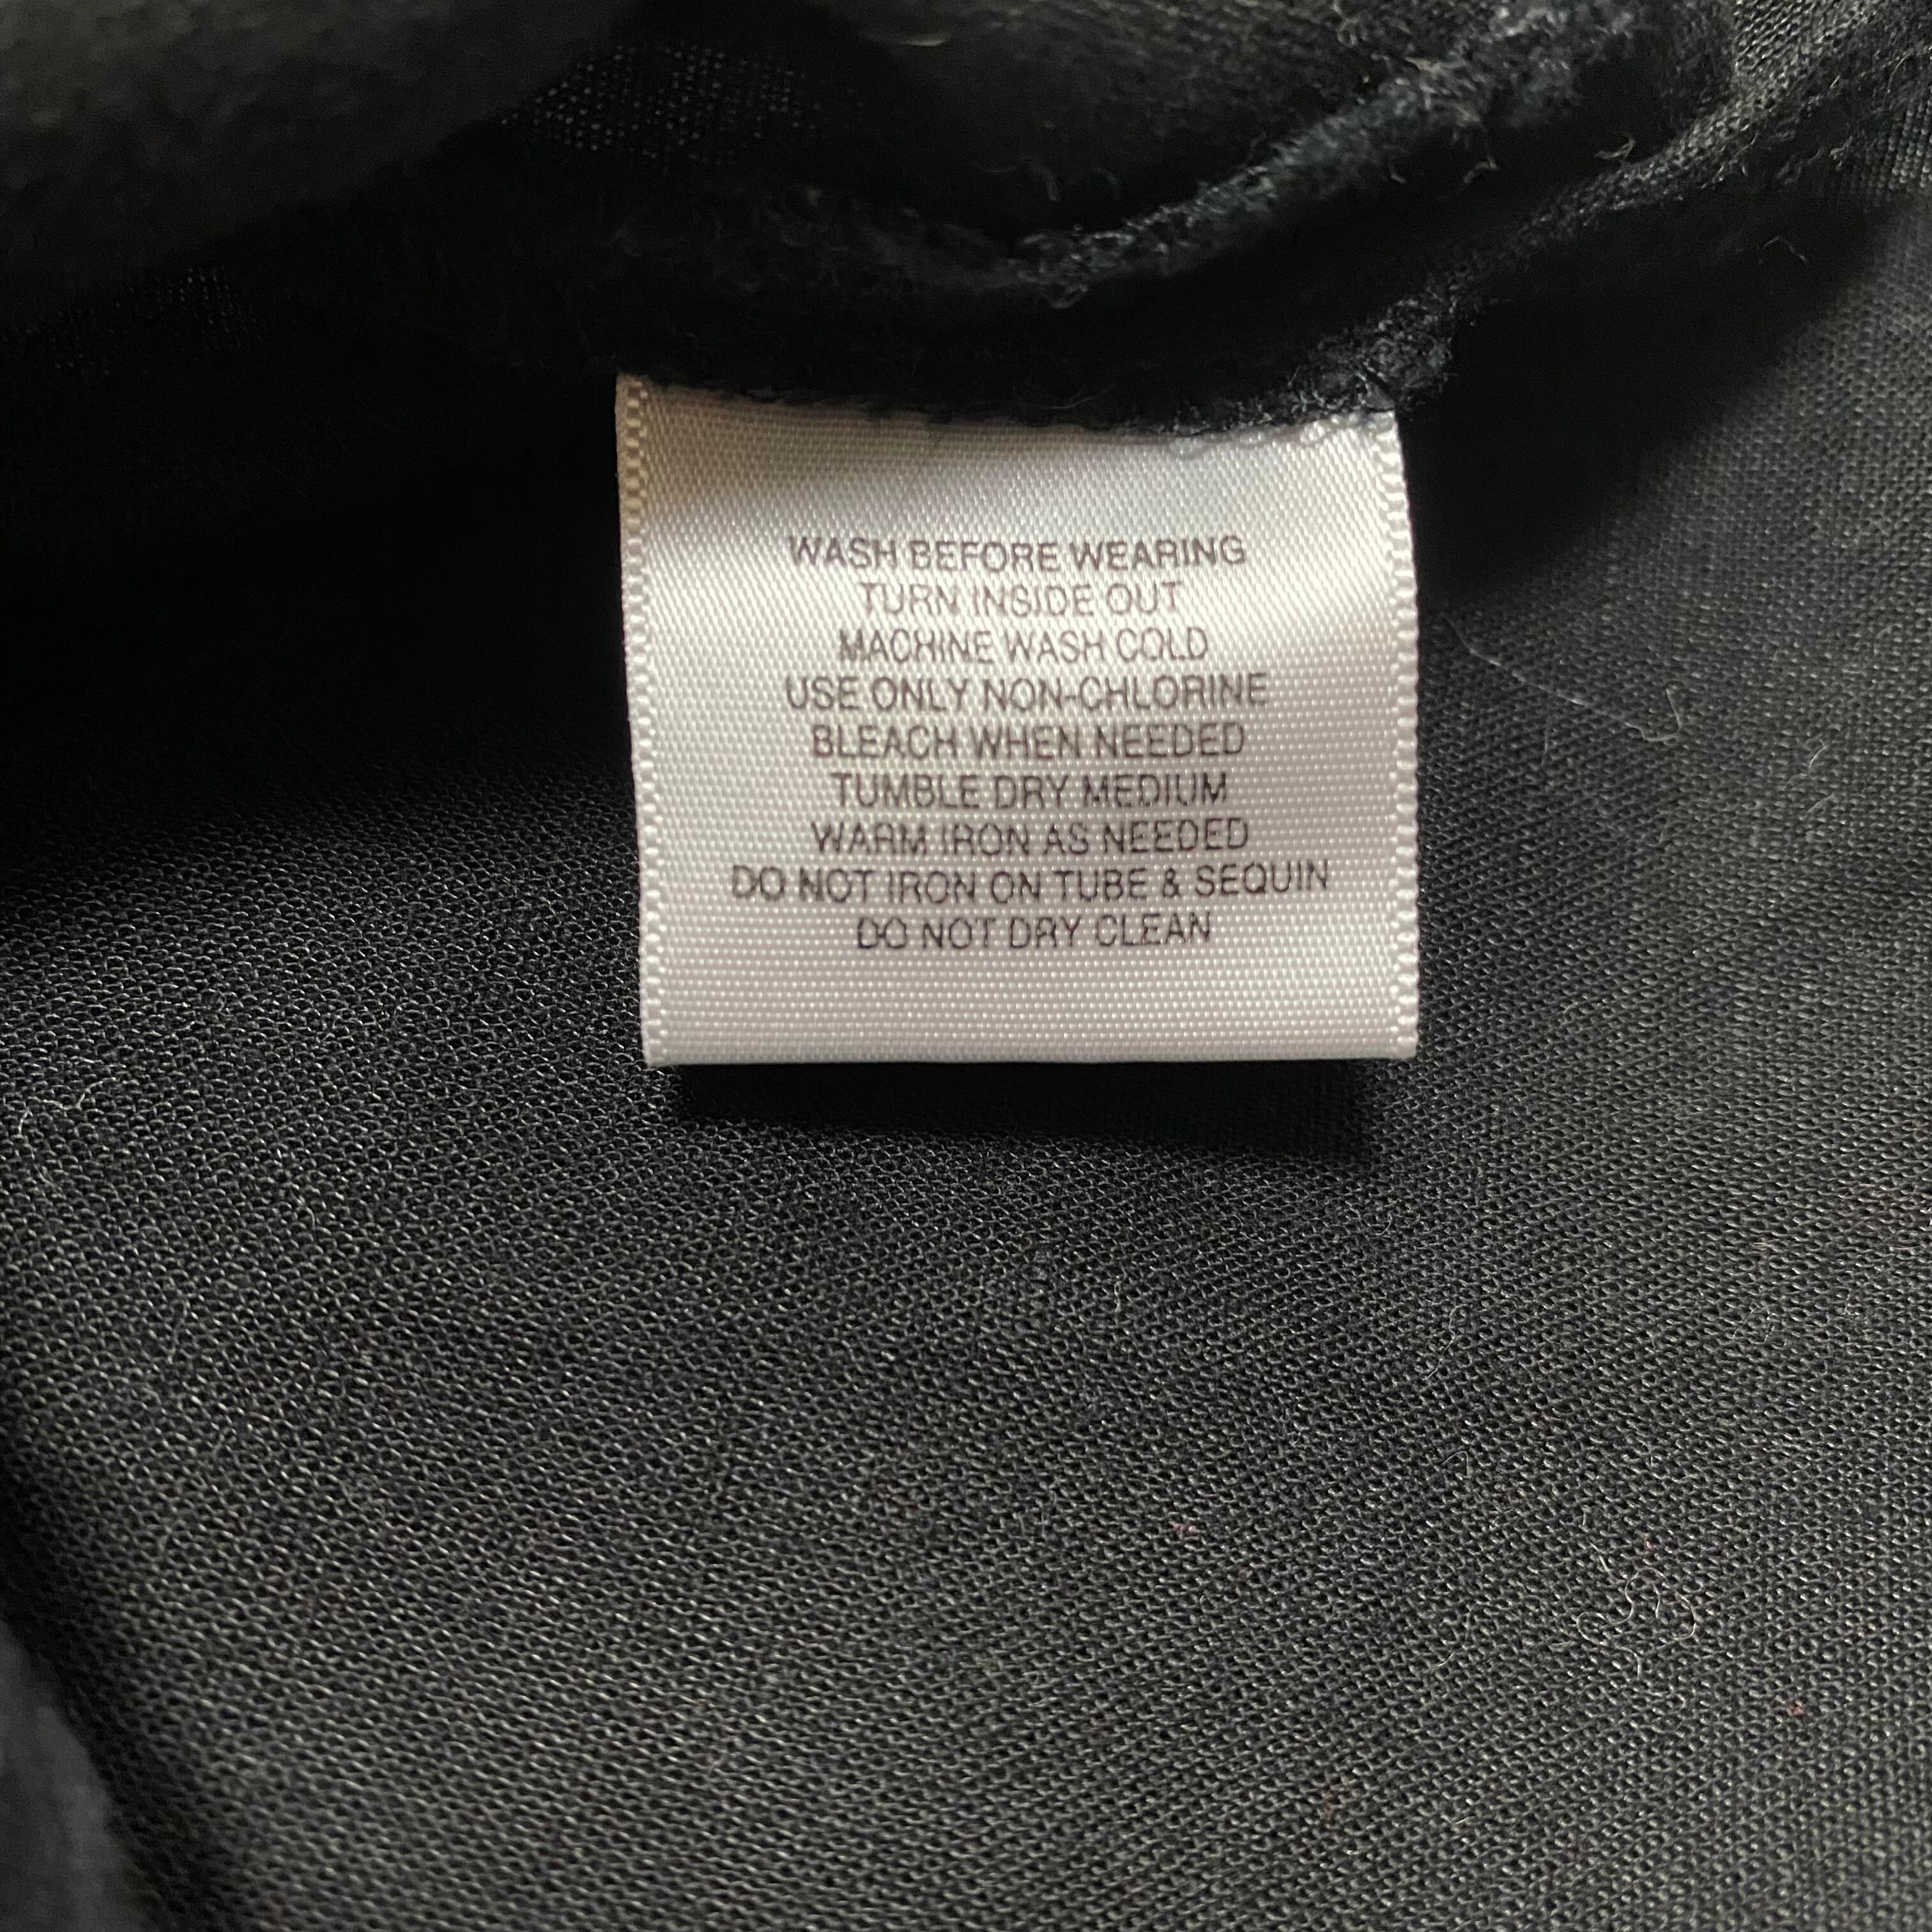 WASH BEFORE WEARING
TURN INSIDE OUT
MACHINE WASH COLD
USE ONLY NON-CHLORINE
BLEACH WHEN NEEDED
TUMBLE DRY MEDIUM
WARM IRON AS NEEDED
DO NOT IRON ON TUBE & SEQUIN
DO NOT DRY CLEAN